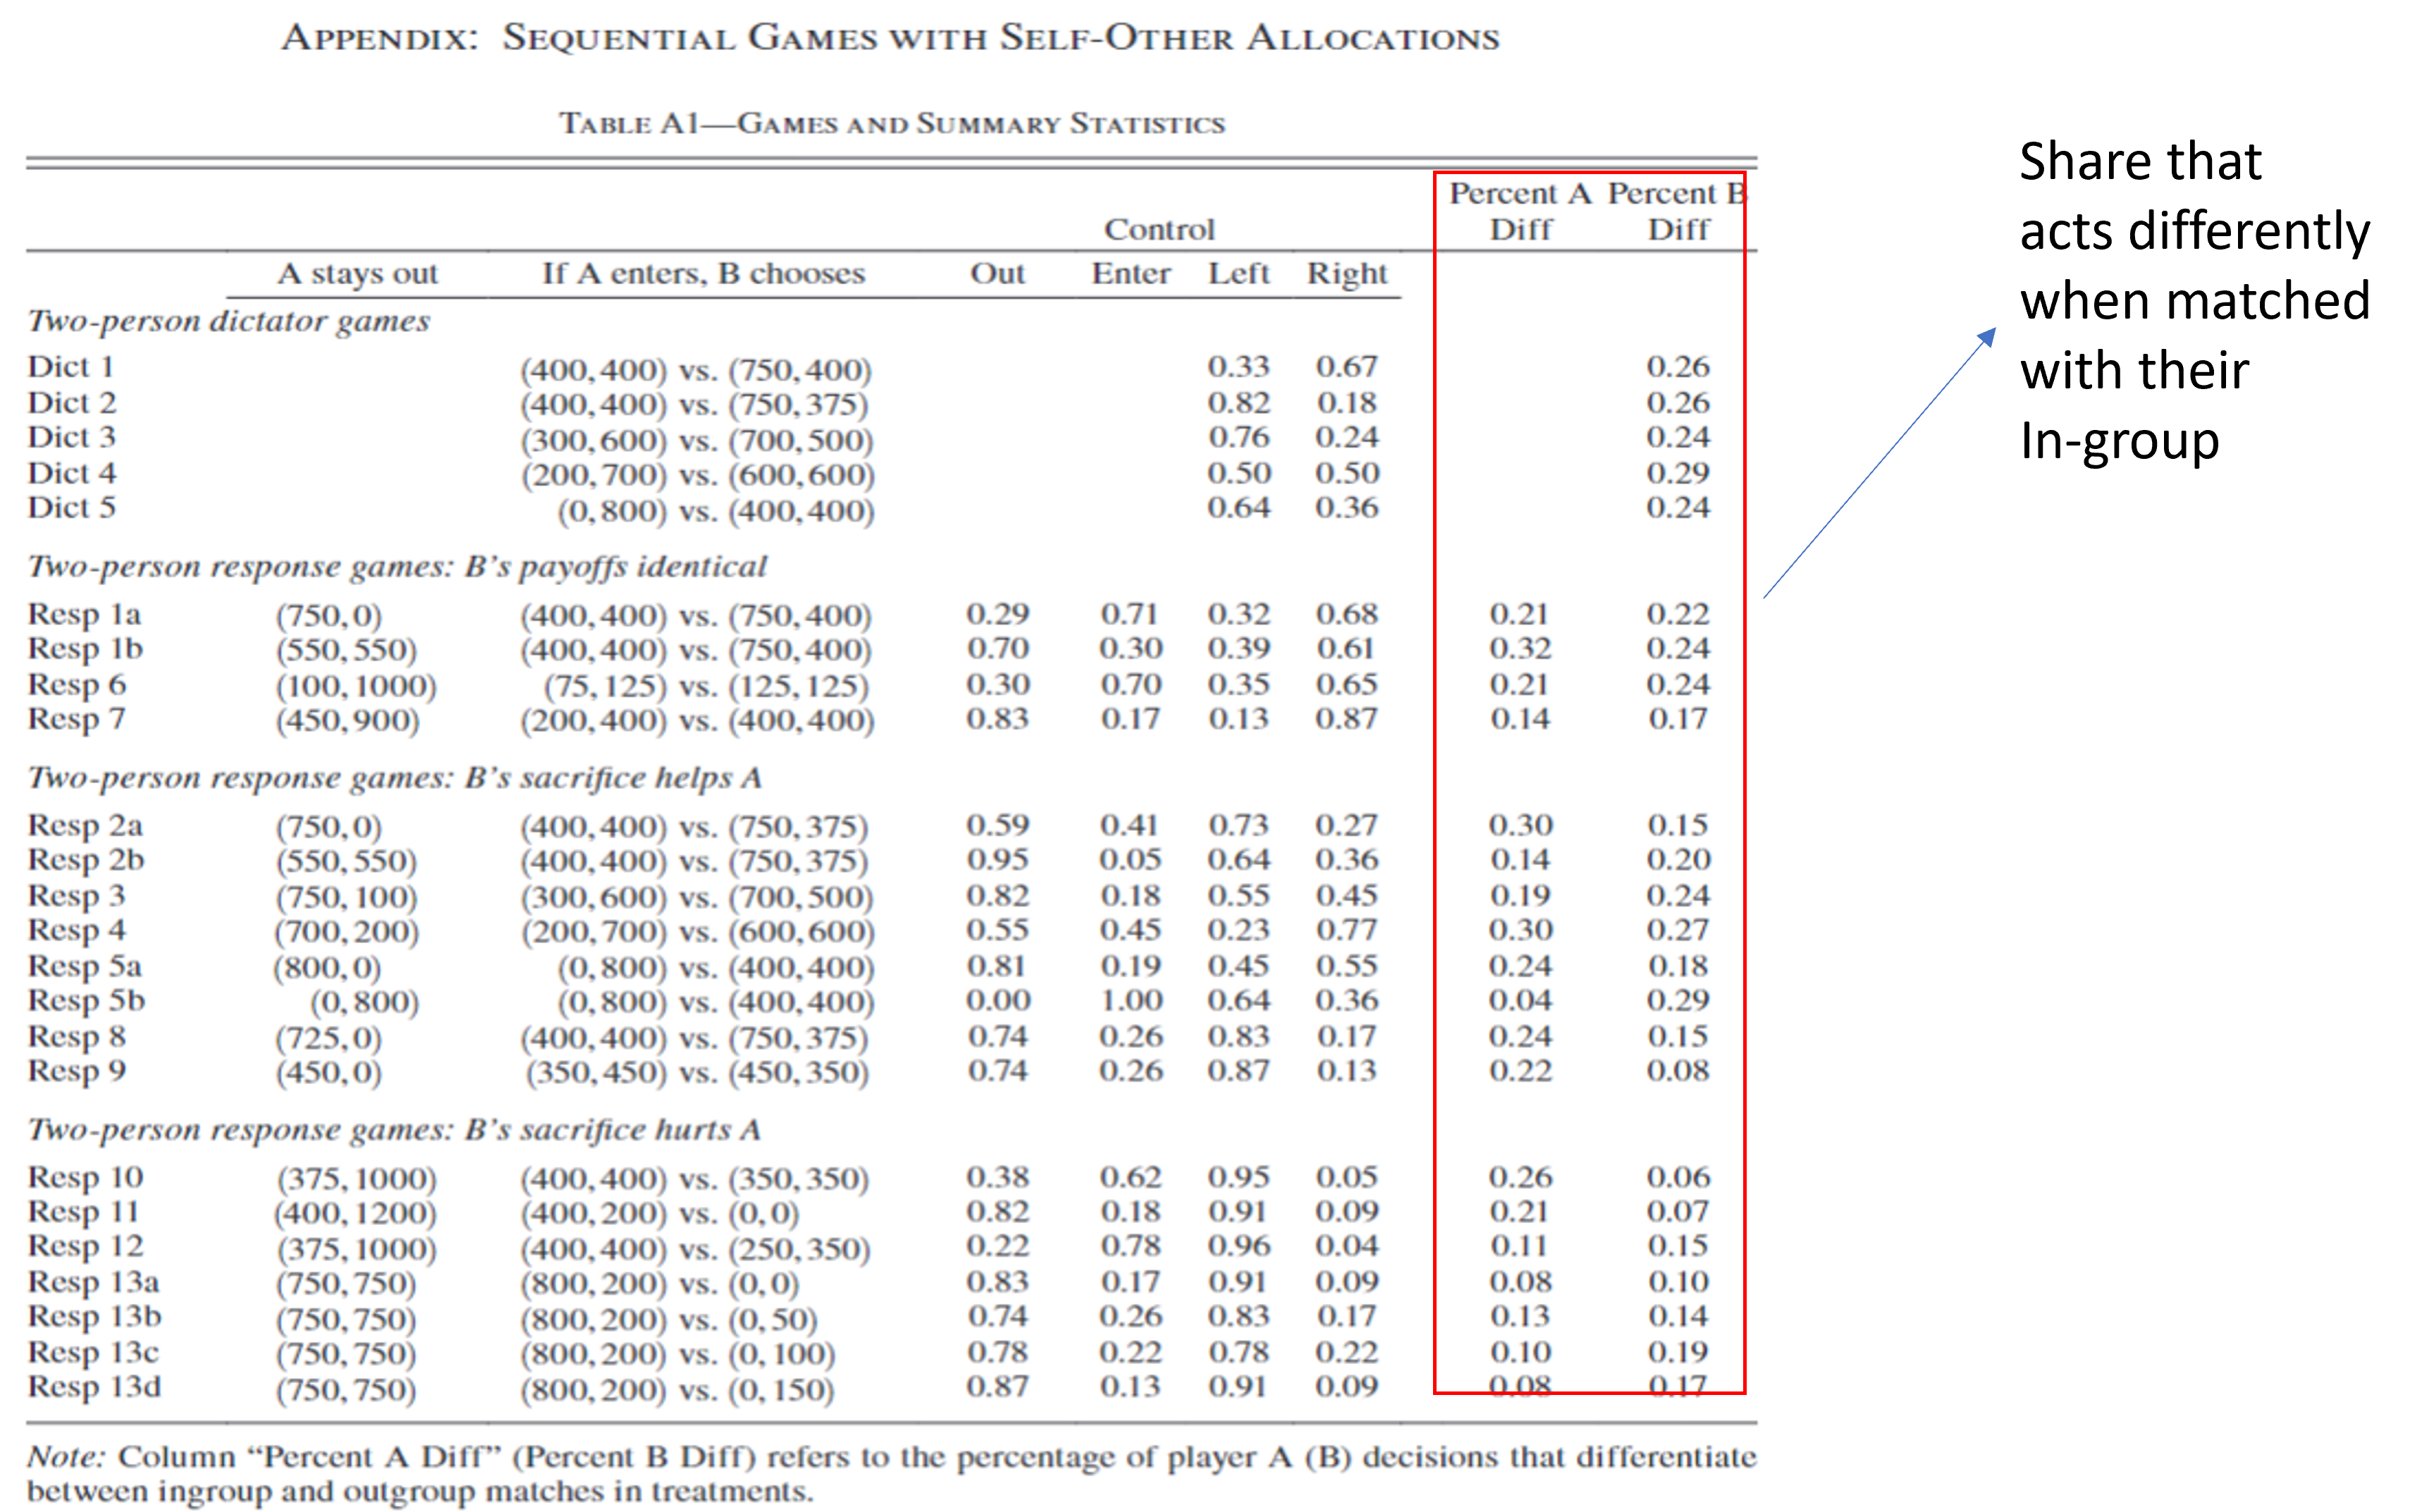 APPENDIX: SEQUENTIAL GAMES WITH SELF-OTHER ALLOCATIONS
TABLE A1—GAMES AND SUMMARY STATISTICS
Control Percent A Diff Percent B Diff
A stays out If A enters, B chooses Out Enter Left Right
Two-person dictator games
Dict 1 (400,400) vs. (750,400) 0.33 0.67 0.26
Dict 2 (400,400) vs. (750,375) 0.82 0.18 0.26
Dict 3 (300,600) vs. (700,500) 0.76 0.24 0.24
Dict 4 (200,700) vs. (600,600) 0.50 0.50 0.29
Dict 5 (0,800) vs. (400,400) 0.64 0.36 0.24
Two-person response games: B's payoffs identical
Resp 1a (750,0) (400,400) vs. (750,400) 0.29 0.71 0.32 0.68 0.21 0.22
Resp 1b (550,550) (400,400) vs. (750,400) 0.70 0.30 0.39 0.61 0.32 0.24
Resp 6 (100,1000) (75,125) vs. (125,125) 0.30 0.70 0.35 0.65 0.21 0.24
Resp 7 (450,900) (200,400) vs. (400,400) 0.83 0.17 0.13 0.87 0.14 0.17
Two-person response games: B's sacrifice helps A
Resp 2a (750,0) (400,400) vs. (750,375) 0.59 0.41 0.73 0.27 0.30 0.15
Resp 2b (550,550) (400,400) vs. (750,375) 0.95 0.05 0.64 0.36 0.14 0.20
Resp 3 (750,100) (300,600) vs. (700,500) 0.82 0.18 0.55 0.45 0.19 0.24
Resp 4 (700,200) (200,700) vs. (600,600) 0.55 0.45 0.23 0.77 0.30 0.27
Resp 5a (800,0) (0,800) vs. (400,400) 0.81 0.19 0.45 0.55 0.24 0.18
Resp 5b (0,800) (0,800) vs. (400,400) 0.00 1.00 0.64 0.36 0.04 0.29
Resp 8 (725,0) (400,400) vs. (750,375) 0.74 0.26 0.83 0.17 0.24 0.15
Resp 9 (450,0) (350,450) vs. (450,350) 0.74 0.26 0.87 0.13 0.22 0.08
Two-person response games: B's sacrifice hurts A
Resp 10 (375,1000) (400,400) vs. (350,350) 0.38 0.62 0.95 0.05 0.26 0.06
Resp 11 (400,1200) (400,200) vs. (0,0) 0.82 0.18 0.91 0.09 0.21 0.07
Resp 12 (375,1000) (400,400) vs. (250,350) 0.22 0.78 0.96 0.04 0.11 0.15
Resp 13a (750,750) (800,200) vs. (0,0) 0.83 0.17 0.91 0.09 0.08 0.10
Resp 13b (750,750) (800,200) vs. (0,50) 0.74 0.26 0.83 0.17 0.13 0.14
Resp 13c (750,750) (800,200) vs. (0,100) 0.78 0.22 0.78 0.22 0.10 0.19
Resp 13d (750,750) (800,200) vs. (0,150) 0.87 0.13 0.91 0.09 0.08 0.17
Note: Column “Percent A Diff” (Percent B Diff) refers to the percentage of player A (B) decisions that differentiate
between ingroup and outgroup matches in treatments.
Share that
acts differently
when matched
with their
In-group